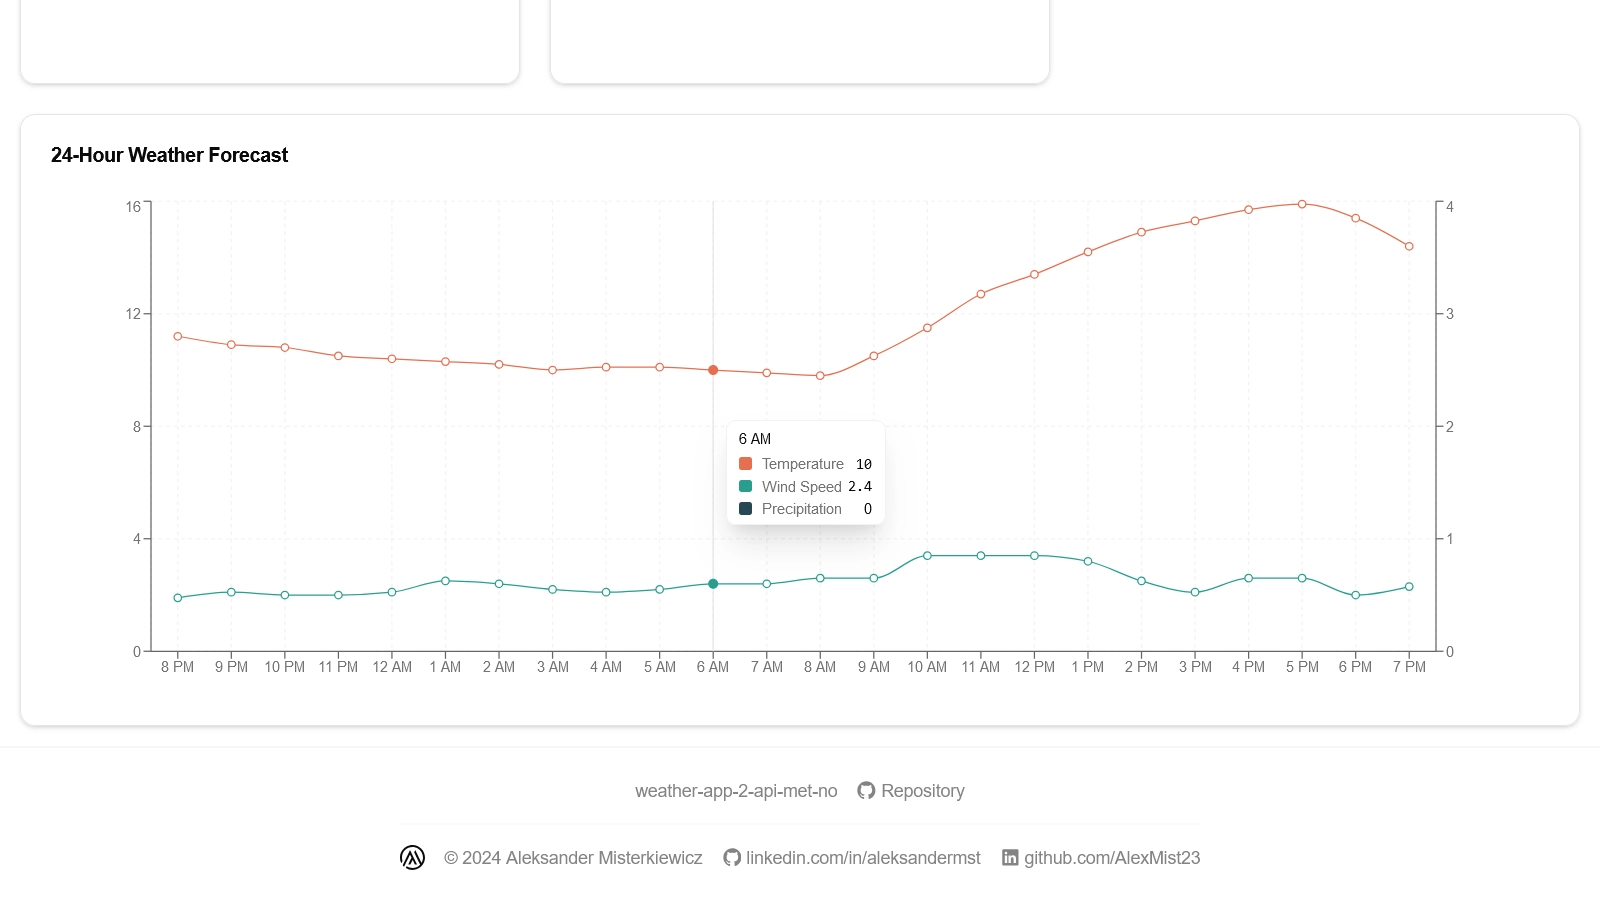 24-Hour Weather Forecast
16
12
8
4
0
4
3
2
1
0
6 AM
Temperature 10
Wind Speed 2.4
Precipitation 0
8 PM 9 PM 10 PM 11 PM 12 AM 1 AM 2 AM 3 AM 4 AM 5 AM 6 AM 7 AM 8 AM 9 AM 10 AM 11 AM 12 PM 1 PM 2 PM 3 PM 4 PM 5 PM 6 PM 7 PM
weather-app-2-api-met-no Repository
© 2024 Aleksander Misterkiewicz linkedin.com/in/aleksandermst in github.com/AlexMist23